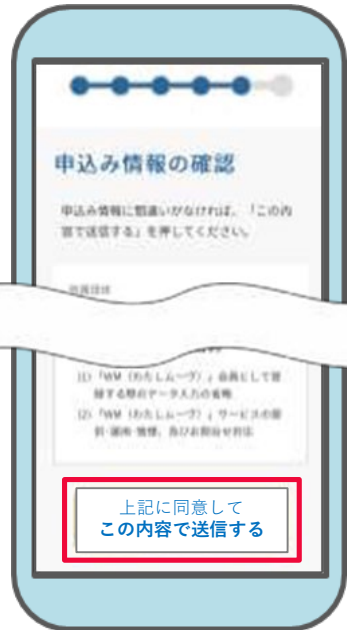 申込み情報の確認
申込み情報に間違いがなければ、「この内
容で送信する」を押してください。
(1) 「WM（わたしムーヴ）」会員として登
録する際のデータ入力の省略
(2) 「WM（わたしムーヴ）」サービスの提
供・運用・管理、及びお問合せ対応
上記に同意して
この内容で送信する